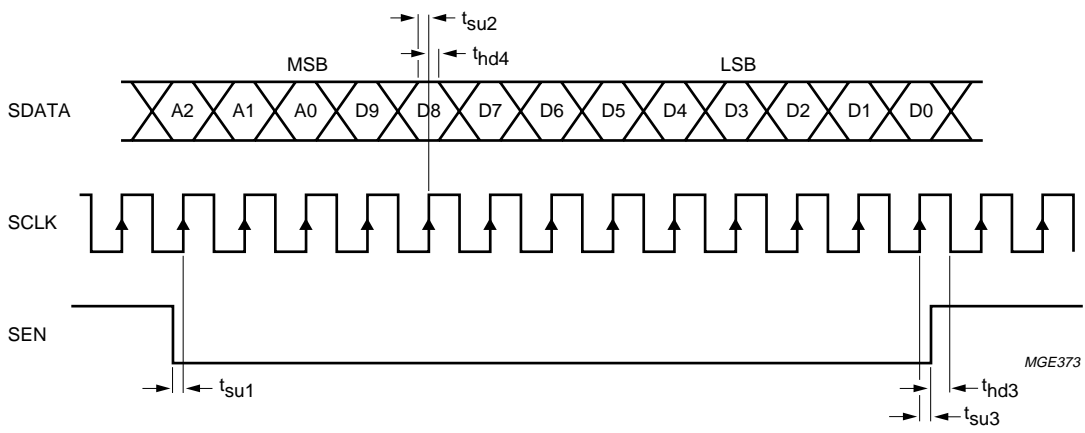 tsu2
thd4
MSB LSB
SDATA A2 A1 A0 D9 D8 D7 D6 D5 D4 D3 D2 D1 D0
SCLK
SEN
MGE373
tsu1 thd3
tsu3